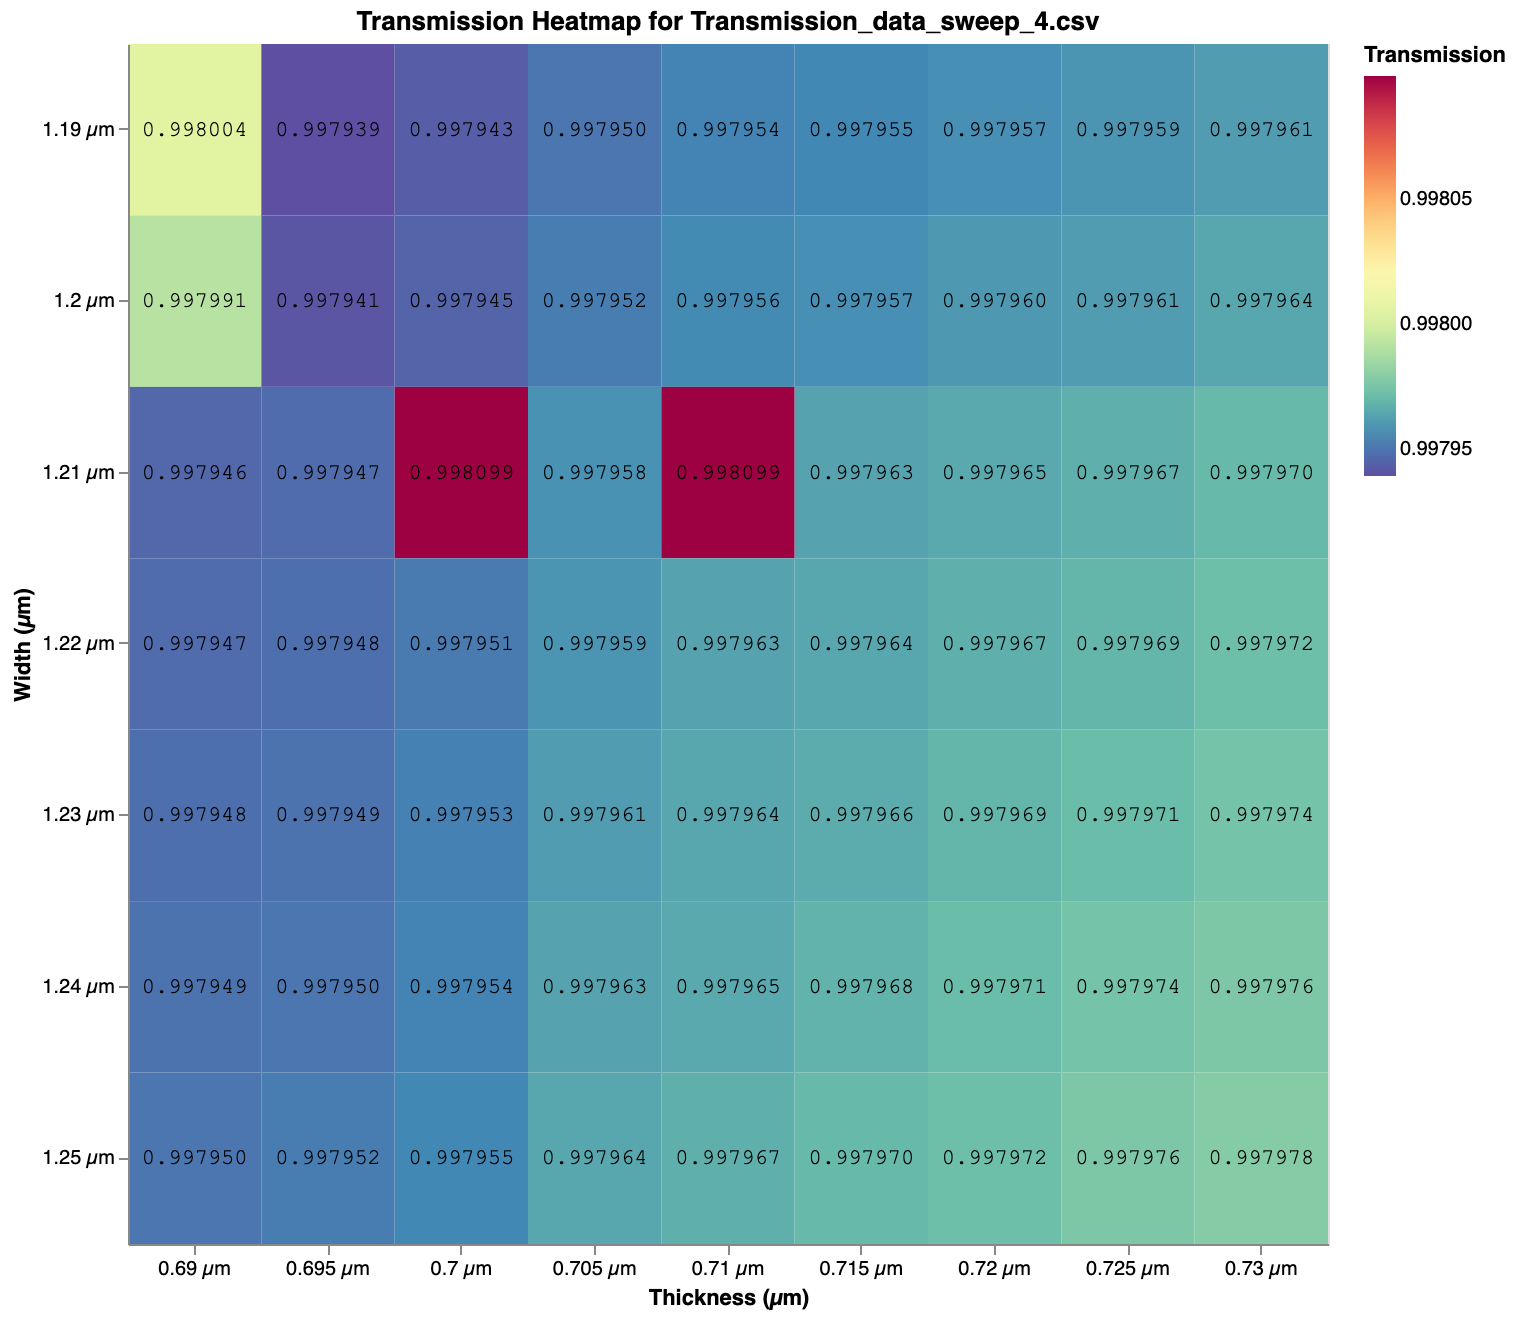 Transmission Heatmap for Transmission_data_sweep_4.csv
Transmission
0.99805
0.99800
0.99795
Width (µm)
1.19 µm 0.998004 0.997939 0.997943 0.997950 0.997954 0.997955 0.997957 0.997959 0.997961
1.2 µm 0.997991 0.997941 0.997945 0.997952 0.997956 0.997957 0.997960 0.997961 0.997964
1.21 µm 0.997946 0.997947 0.998099 0.997958 0.998099 0.997963 0.997965 0.997967 0.997970
1.22 µm 0.997947 0.997948 0.997951 0.997959 0.997963 0.997964 0.997967 0.997969 0.997972
1.23 µm 0.997948 0.997949 0.997953 0.997961 0.997964 0.997966 0.997969 0.997971 0.997974
1.24 µm 0.997949 0.997950 0.997954 0.997963 0.997965 0.997968 0.997971 0.997974 0.997976
1.25 µm 0.997950 0.997952 0.997955 0.997964 0.997967 0.997970 0.997972 0.997976 0.997978
0.69 µm 0.695 µm 0.7 µm 0.705 µm 0.71 µm 0.715 µm 0.72 µm 0.725 µm 0.73 µm
Thickness (µm)